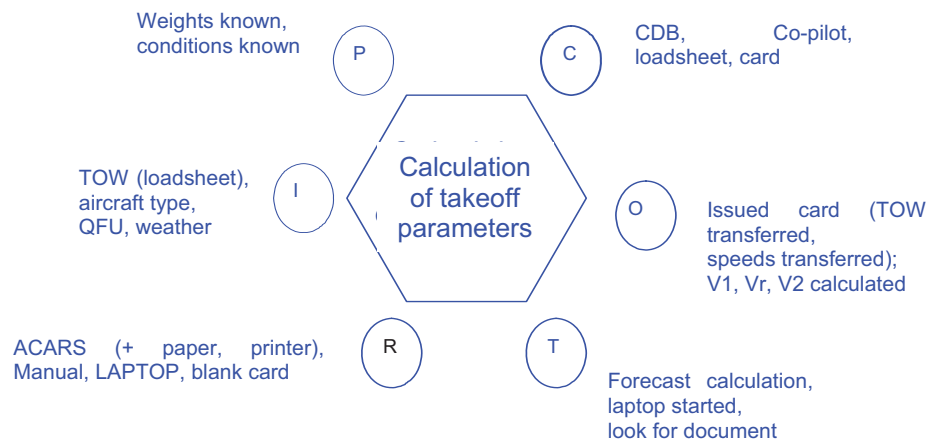 Weights known,
conditions known
P
C
CDB, Co-pilot,
loadsheet, card
TOW (loadsheet),
aircraft type,
QFU, weather
I
Calculation
of takeoff
parameters
O
Issued card (TOW
transferred,
speeds transferred);
V1, Vr, V2 calculated
ACARS (+ paper, printer),
Manual, LAPTOP, blank card
R
T
Forecast calculation,
laptop started,
look for document